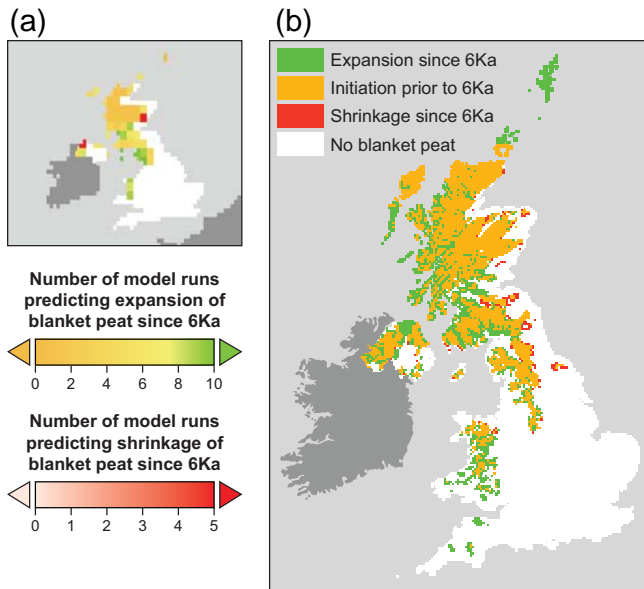 (a)
Number of model runs
predicting expansion of
blanket peat since 6Ka
0 2 4 6 8 10
Number of model runs
predicting shrinkage of
blanket peat since 6Ka
0 1 2 3 4 5
(b)
Expansion since 6Ka
Initiation prior to 6Ka
Shrinkage since 6Ka
No blanket peat